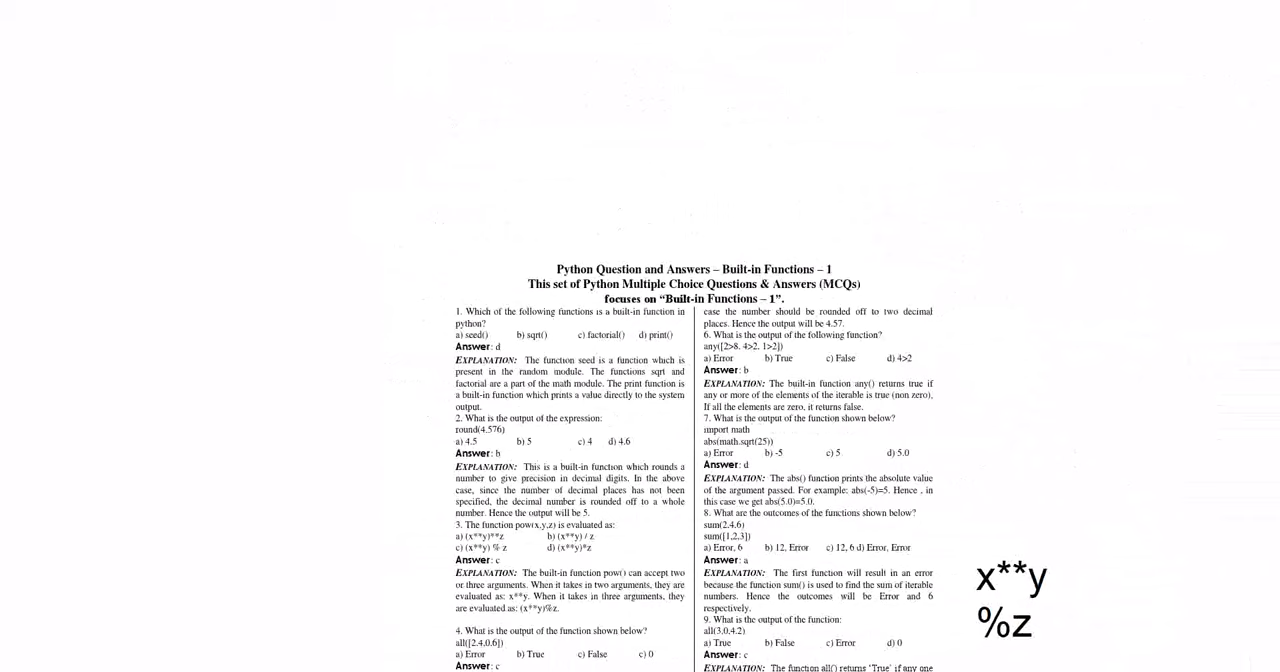 Python Question and Answers – Built-in Functions – 1
This set of Python Multiple Choice Questions & Answers (MCQs)
focuses on “Built-in Functions – 1”.
1. Which of the following functions is a built-in function in
python?
a) seed() b) sqrt() c) factorial() d) print()
Answer: d
EXPLANATION: The function seed is a function which is
present in the random module. The functions sqrt and
factorial are a part of the math module. The print function is
a built-in function which prints a value directly to the system
output.
2. What is the output of the expression:
round(4.576)
a) 4.5 b) 5 c) 4 d) 4.6
Answer: b
EXPLANATION: This is a built-in function which rounds a
number to give precision in decimal digits. In the above
case, since the number of decimal places has not been
specified, the decimal number is rounded off to a whole
number. Hence the output will be 5.
3. The function pow(x,y,z) is evaluated as:
a) (x**y)**z b) (x**y) / z
c) (x**y) % z d) (x**y)*z
Answer: c
EXPLANATION: The built-in function pow() can accept two
or three arguments. When it takes in two arguments, they are
evaluated as: x**y. When it takes in three arguments, they
are evaluated as: (x**y)%z.
4. What is the output of the function shown below?
all([2,4,0,6])
a) Error b) True c) False c) 0
Answer: c
case the number should be rounded off to two decimal
places. Hence the output will be 4.57.
6. What is the output of the following function?
any([2>8, 4>2, 1>2])
a) Error b) True c) False d) 4>2
Answer: b
EXPLANATION: The built-in function any() returns true if
any or more of the elements of the iterable is true (non zero),
If all the elements are zero, it returns false.
7. What is the output of the function shown below?
import math
abs(math.sqrt(25))
a) Error b) -5 c) 5 d) 5.0
Answer: d
EXPLANATION: The abs() function prints the absolute value
of the argument passed. For example: abs(-5)=5. Hence , in
this case we get abs(5.0)=5.0.
8. What are the outcomes of the functions shown below?
sum(2,4,6)
sum([1,2,3])
a) Error, 6 b) 12, Error c) 12, 6 d) Error, Error
Answer: a
EXPLANATION: The first function will result in an error
because the function sum() is used to find the sum of iterable
numbers. Hence the outcomes will be Error and 6
respectively.
9. What is the output of the function:
all(3,0,4.2)
a) True b) False c) Error d) 0
Answer: c
EXPLANATION: The function all() returns 'True' if any one
x**y
%z